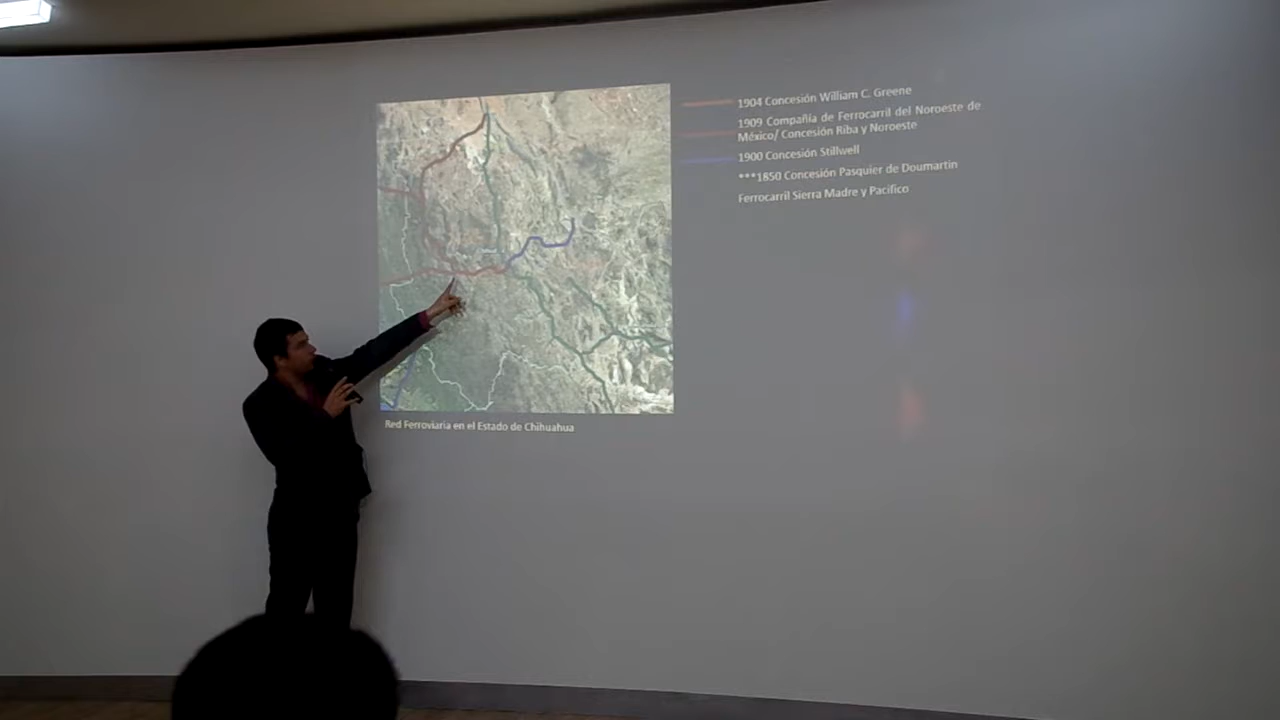 1904 Concesión William C. Greene
1909 Compañía de Ferrocarril del Noroeste de
México/ Concesión Riba y Noroeste
1900 Concesión Stillwell
***1850 Concesión Pasquier de Doumartin
Ferrocarril Sierra Madre y Pacífico
Red Ferroviaria en el Estado de Chihuahua